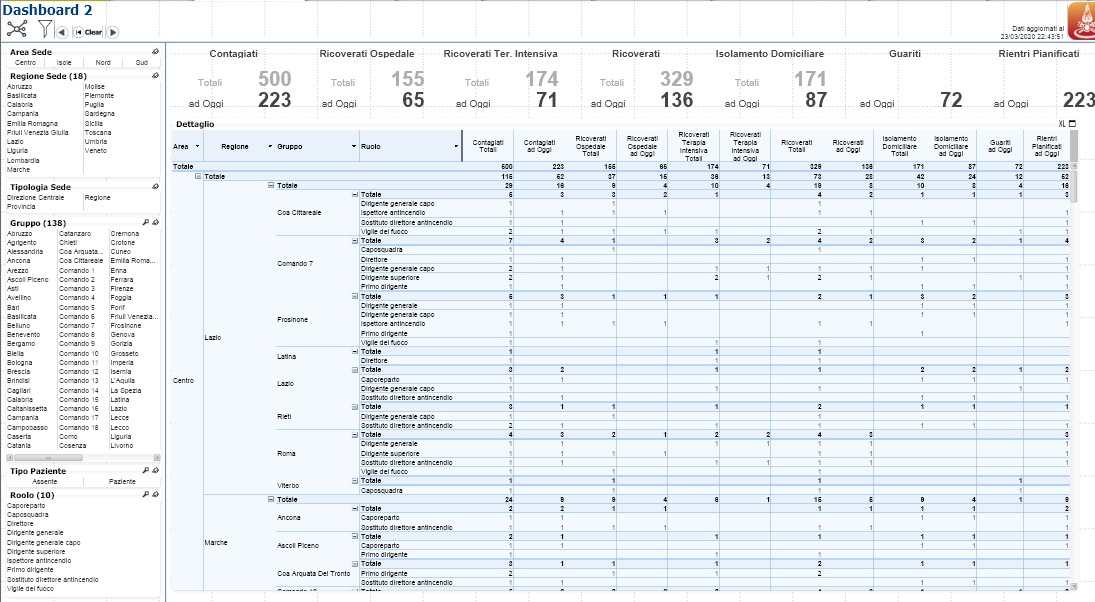 Dashboard 2
Clear
Dati aggiornati al
23/03/2020 22:43:51
Area Sede
Centro Isole Nord Sud
Regione Sede (18)
Abruzzo Molise
Basilicata Piemonte
Calabria Puglia
Campania Sardegna
Emilia Romagna Sicilia
Friuli Venezia Giulia Toscana
Lazio Umbria
Liguria Veneto
Lombardia
Marche
Tipologia Sede
Direzione Centrale Regione
Provincia
Gruppo (138)
Abruzzo Catanzaro Cremona
Agrigento Chieti Crotone
Alessandria Coa Arquata... Cuneo
Ancona Coa Cittareale Emilia Roma...
Arezzo Comando 1 Enna
Ascoli Piceno Comando 2 Ferrara
Asti Comando 3 Firenze
Avellino Comando 4 Foggia
Bari Comando 5 Forli'
Basilicata Comando 6 Friuli Venezia...
Belluno Comando 7 Frosinone
Benevento Comando 8 Genova
Bergamo Comando 9 Gorizia
Biella Comando 10 Grosseto
Bologna Comando 11 Imperia
Brescia Comando 12 Isernia
Brindisi Comando 13 L'Aquila
Cagliari Comando 14 La Spezia
Calabria Comando 15 Latina
Caltanissetta Comando 16 Lazio
Campania Comando 17 Lecce
Campobasso Comando 18 Lecco
Caserta Como Liguria
Catania Cosenza Livorno
Tipo Paziente
Assente Paziente
Roolo (10)
Caporeparto
Caposquadra
Direttore
Dirigente generale
Dirigente generale capo
Dirigente superiore
Ispettore antincendio
Primo dirigente
Sostituto direttore antincendio
Vigile del fuoco
Contagiati Ricoverati Ospedale Ricoverati Ter. Intensiva Ricoverati Isolamento Domiciliare Guariti Rientri Pianificati
Totali 500 Totali 155 Totali 174 Totali 329 Totali 171
ad Oggi 223 ad Oggi 65 ad Oggi 71 ad Oggi 136 ad Oggi 87 ad Oggi 72 ad Oggi 223
Dettaglio XL
Area Regione Gruppo Ruolo Contagiati Totali Contagiati ad Oggi Ricoverati Ospedale Totali Ricoverati Ospedale ad Oggi Ricoverati Terapia Intensiva Totali Ricoverati Terapia Intensiva ad Oggi Ricoverati Totali Ricoverati ad Oggi Isolamento Domiciliare Totali Isolamento Domiciliare ad Oggi Guariti ad Oggi Rientri Pianificati ad Oggi
Totale 500 223 155 65 174 71 329 136 171 87 72 223
Centro
Totale 115 52 37 15 36 13 73 28 42 24 12 52
Lazio
Totale 29 16 9 4 10 4 19 8 10 8 4 16
Coa Cittareale
Totale 5 3 3 2 1 4 2 1 1 1 3
Dirigente generale capo 1 1 1
Ispettore antincendio 1 1 1 1 1 1 1
Sostituto direttore antincendio 1 1 1 1 1
Vigile del fuoco 2 1 1 1 2 1 1
Comando 7
Totale 7 4 1 3 2 4 2 3 2 1 4
Caposquadra 1 1 1
Direttore 1 1 1 1 1
Dirigente generale capo 2 1 1 1 1 1 1 1
Dirigente superiore 2 1 2 1 2 1 1 1
Primo dirigente 1 1 1 1 1
Frosinone
Totale 5 3 1 1 1 2 1 3 2 3
Dirigente generale 1 1 1 1 1
Dirigente generale capo 1 1 1 1 1
Ispettore antincendio 1 1 1 1 1 1 1
Primo dirigente 1 1
Vigile del fuoco 1 1 1
Latina
Totale 1 1 1
Direttore 1 1 1
Lazio
Totale 3 2 1 1 2 2 1 2
Caporeparto 1 1 1 1 1
Dirigente generale capo 1 1 1 1
Sostituto direttore antincendio 1 1 1 1 1
Rieti
Totale 3 1 1 1 2 1 1 1
Dirigente generale capo 1 1 1
Sostituto direttore antincendio 2 1 1 1 1 1 1
Roma
Totale 4 3 2 1 2 2 4 3 3
Dirigente generale 1 1 1 1 1 1 1
Dirigente superiore 1 1 1 1 1 1 1
Sostituto direttore antincendio 1 1 1 1 1 1 1
Vigile del fuoco 1 1 1
Viterbo
Totale 1 1 1 1
Caposquadra 1 1 1 1
Marche
Totale 24 9 9 4 6 1 15 5 9 4 1 9
Ancona
Totale 2 2 1 1 1 1 1 1 2
Caporeparto 1 1 1 1 1
Sostituto direttore antincendio 1 1 1 1 1 1 1
Ascoli Piceno
Totale 2 1 1 1 1 1 1
Caporeparto 1 1 1 1 1
Primo dirigente 1 1 1
Coa Arquata Del Tronto
Totale 3 1 1 1 2 1 1 1
Primo dirigente 2 1 1 2
Sostituto direttore antincendio 1 1 1 1 1